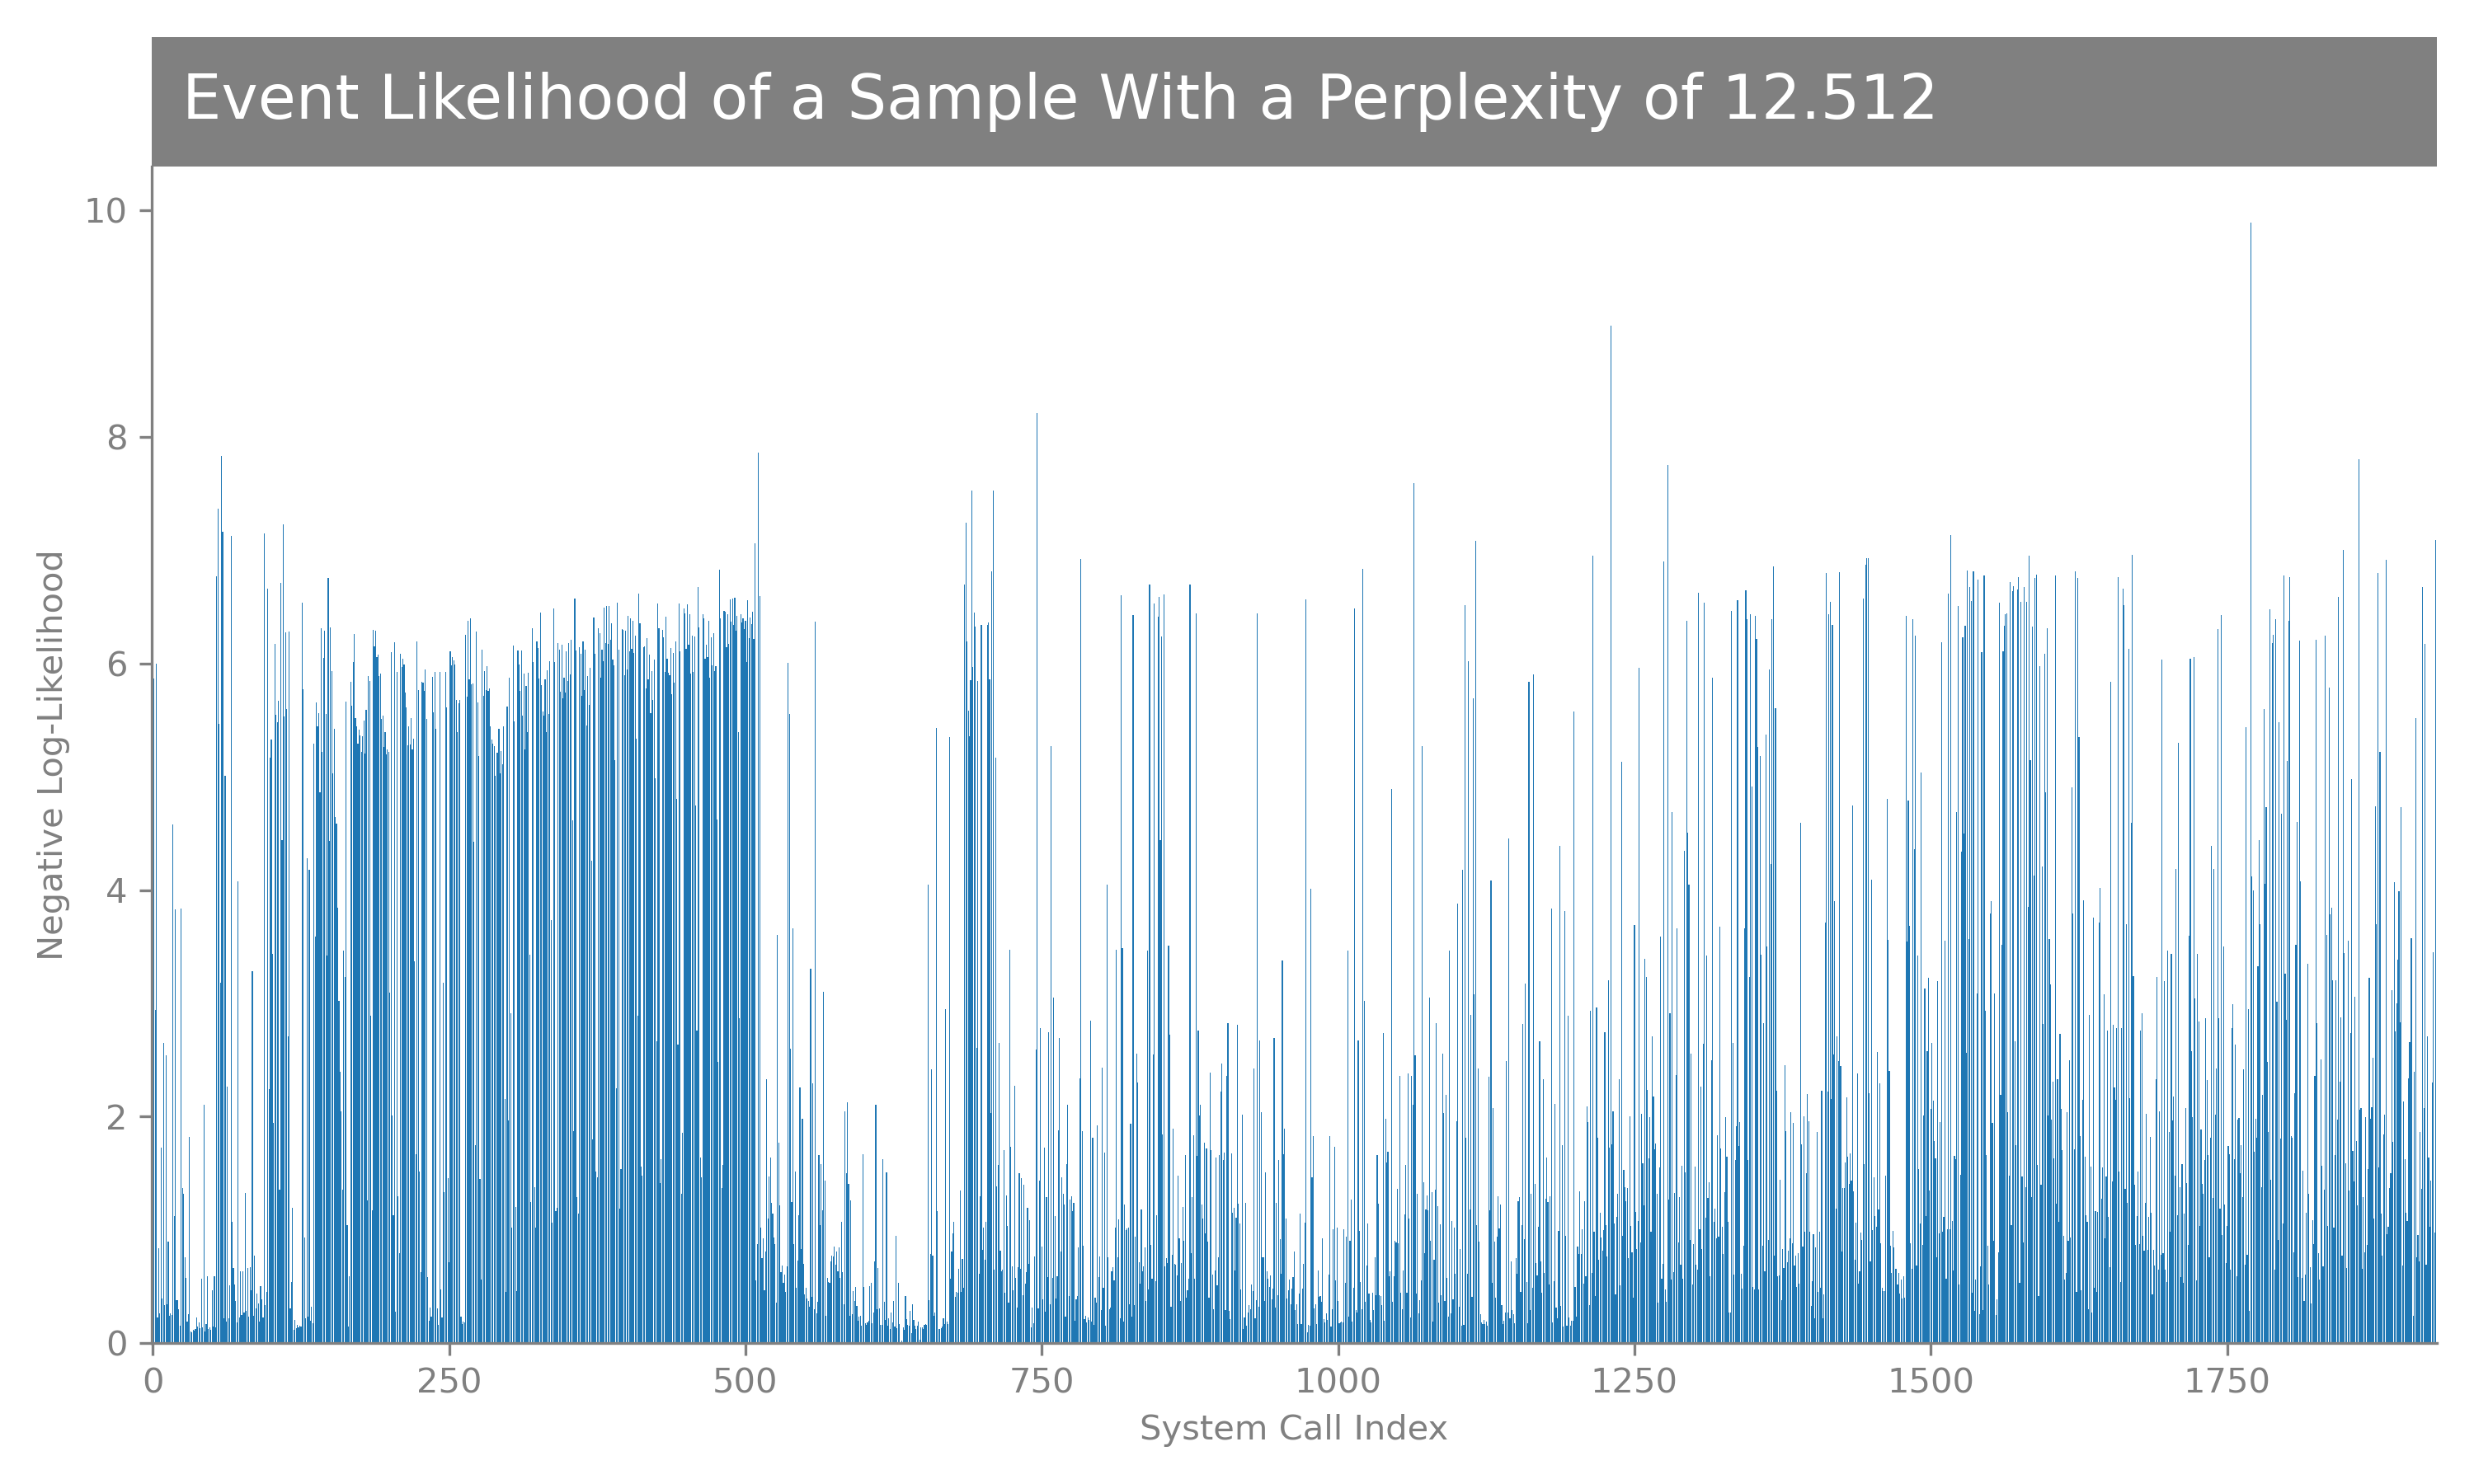 Event Likelihood of a Sample With a Perplexity of 12.512
10
8
6
4
2
0
Negative Log-Likelihood
0 250 500 750 1000 1250 1500 1750
System Call Index